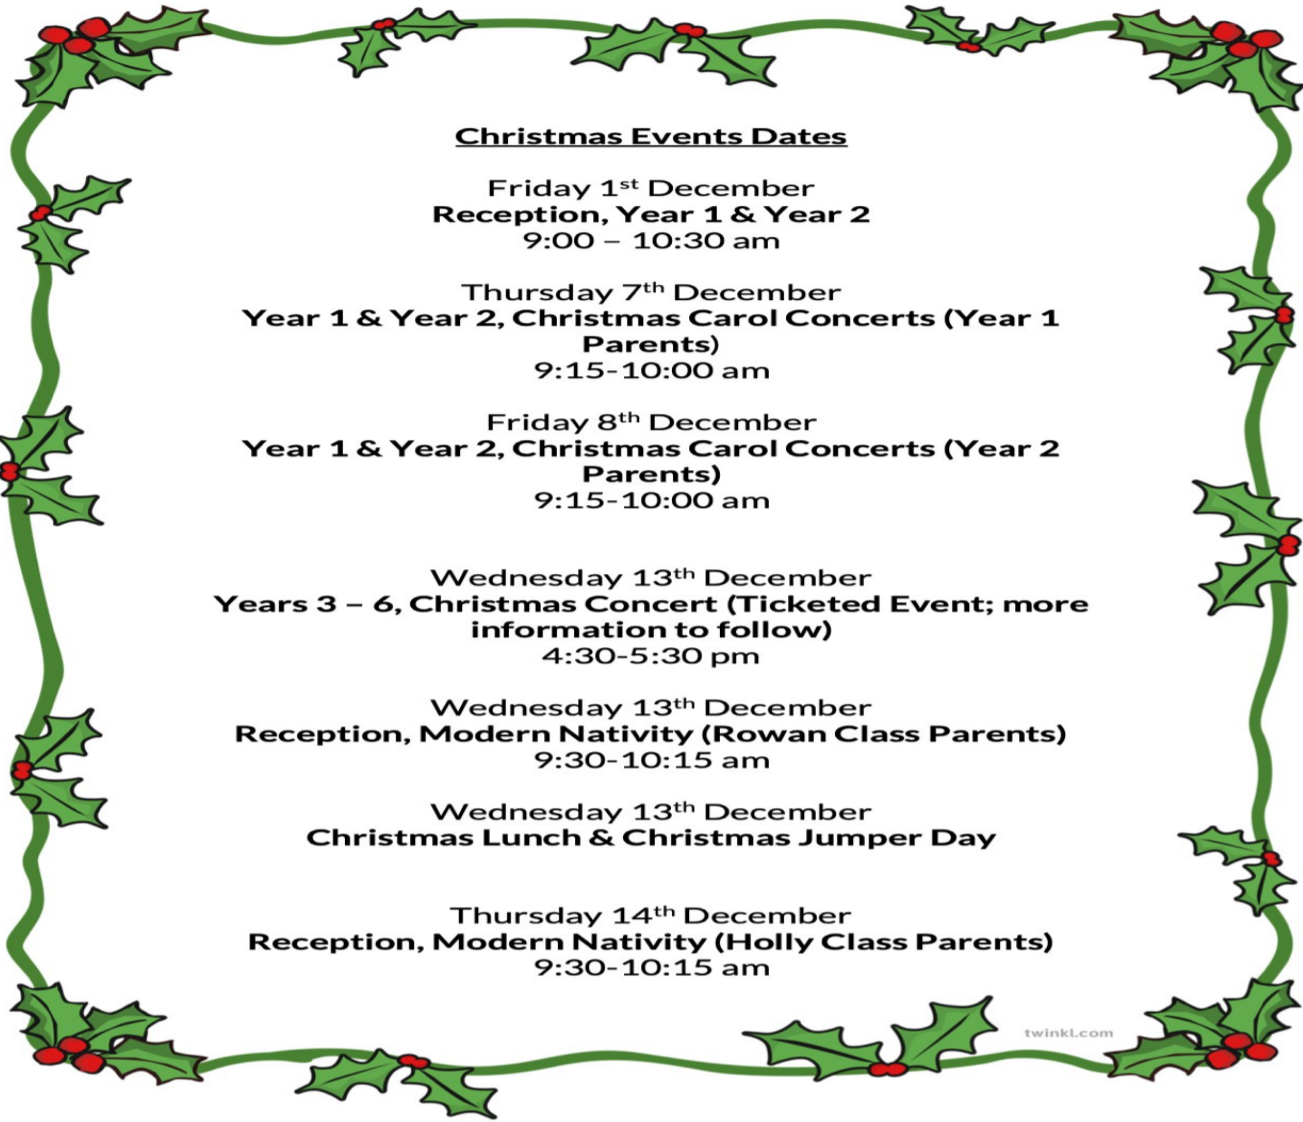 Christmas Events Dates
Friday 1st December
Reception, Year 1 & Year 2
9:00 – 10:30 am
Thursday 7th December
Year 1 & Year 2, Christmas Carol Concerts (Year 1
Parents)
9:15-10:00 am
Friday 8th December
Year 1 & Year 2, Christmas Carol Concerts (Year 2
Parents)
9:15-10:00 am
Wednesday 13th December
Years 3 – 6, Christmas Concert (Ticketed Event; more
information to follow)
4:30-5:30 pm
Wednesday 13th December
Reception, Modern Nativity (Rowan Class Parents)
9:30-10:15 am
Wednesday 13th December
Christmas Lunch & Christmas Jumper Day
Thursday 14th December
Reception, Modern Nativity (Holly Class Parents)
9:30-10:15 am
twinkl.com